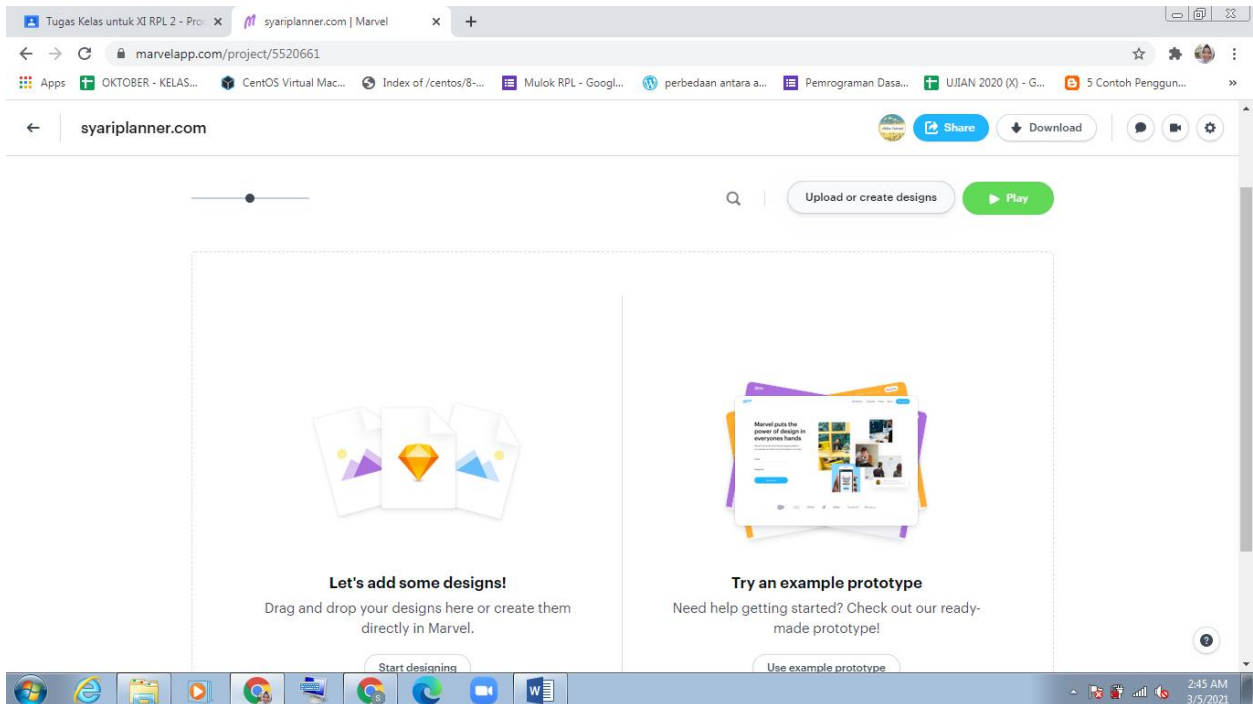 Tugas Kelas untuk XI RPL 2 - Pro
syariplanner.com | Marvel
marvelapp.com/project/5520661
Apps
OKTOBER - KELAS...
CentOS Virtual Mac...
Index of /centos/8-...
Mulok RPL - Googl...
perbedaan antara a...
Pemrograman Dasa...
UJIAN 2020 (X) - G...
5 Contoh Penggun...
»
syariplanner.com
Share
Download
Upload or create designs
Play
Marvel puts the
power of design in
everyones hands
Let's add some designs!
Drag and drop your designs here or create them
directly in Marvel.
Start designing
Try an example prototype
Need help getting started? Check out our ready-
made prototype!
Use example prototype
2:45 AM
3/5/2021